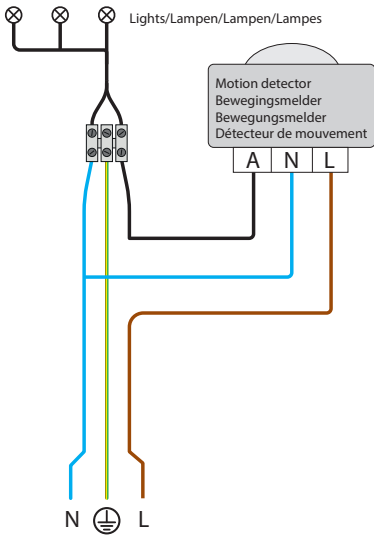 Lights/Lampen/Lampen/Lampes
Motion detector
Bewegingsmelder
Bewegungsmelder
Détecteur de mouvement
A N L
N L